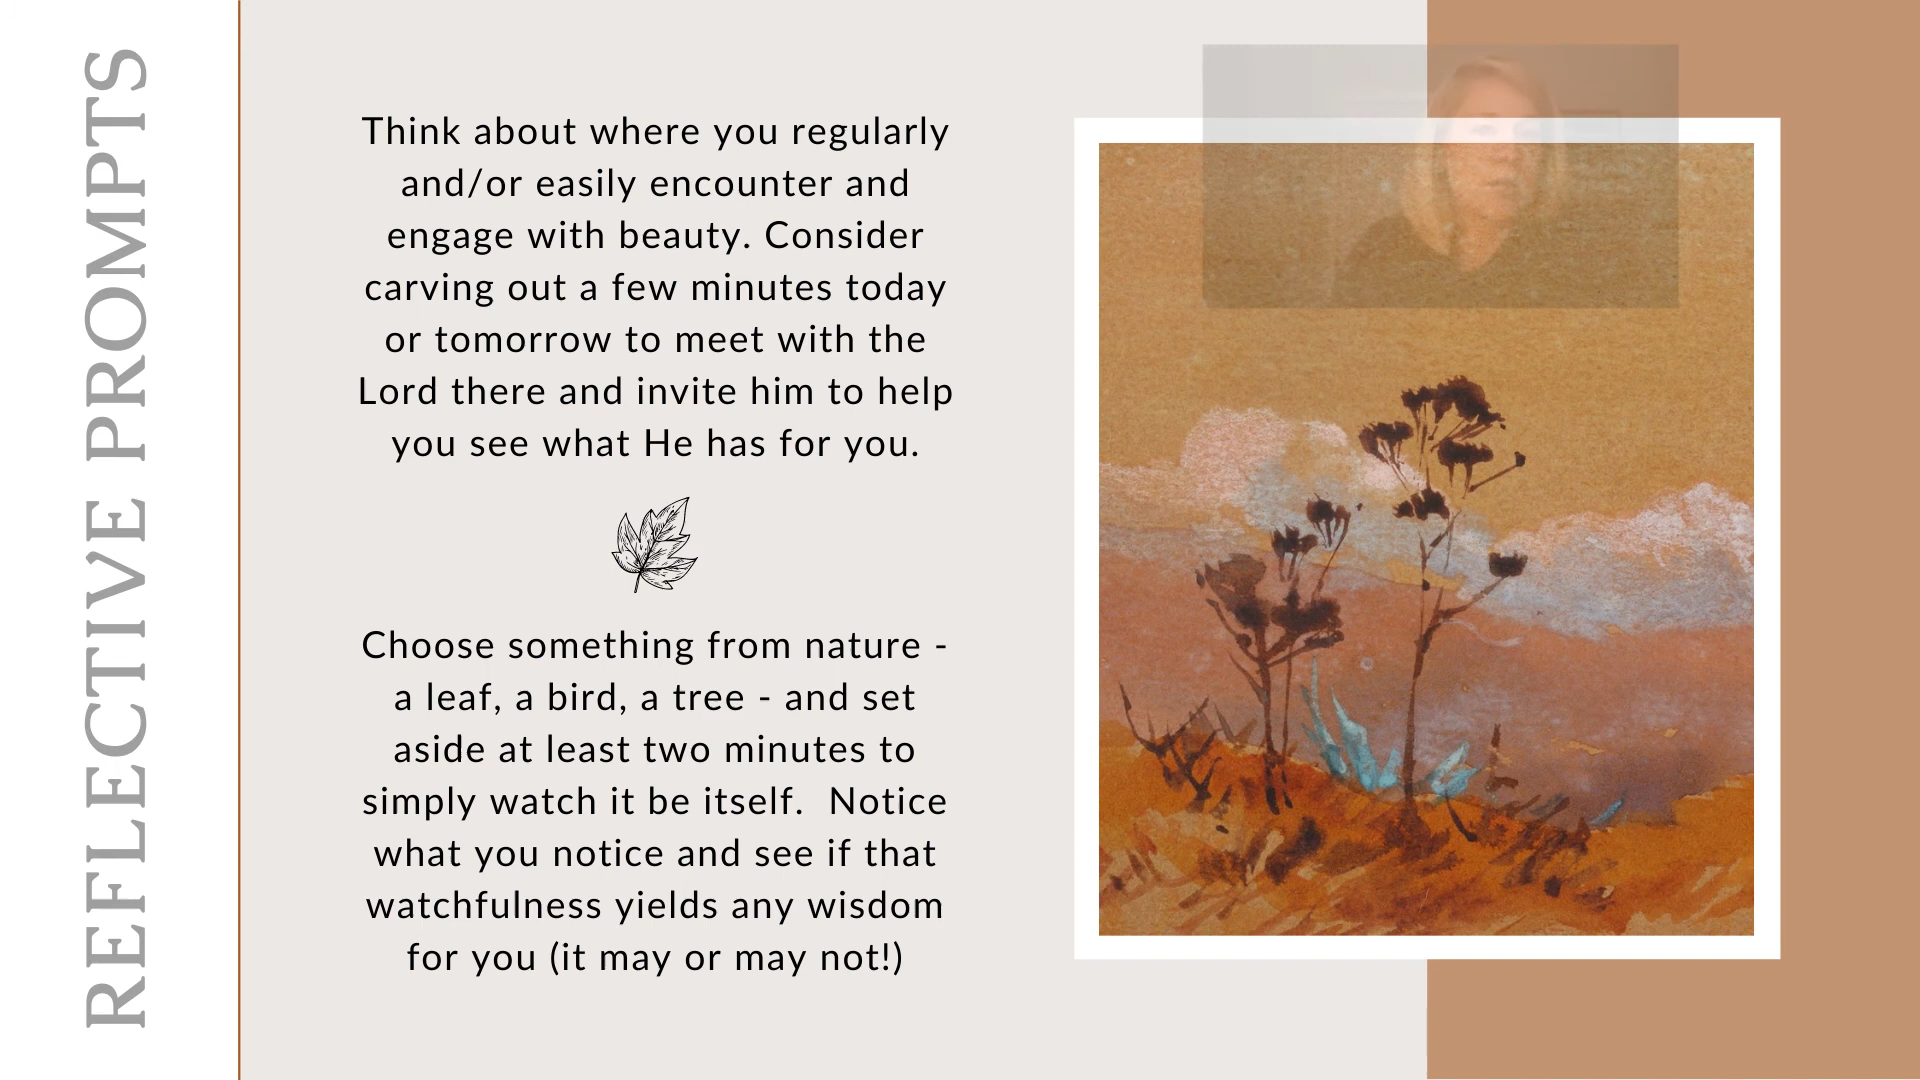 REFLECTIVE PROMPTS
Think about where you regularly
and/or easily encounter and
engage with beauty. Consider
carving out a few minutes today
or tomorrow to meet with the
Lord there and invite him to help
you see what He has for you.
Choose something from nature -
a leaf, a bird, a tree - and set
aside at least two minutes to
simply watch it be itself.  Notice
what you notice and see if that
watchfulness yields any wisdom
for you (it may or may not!)